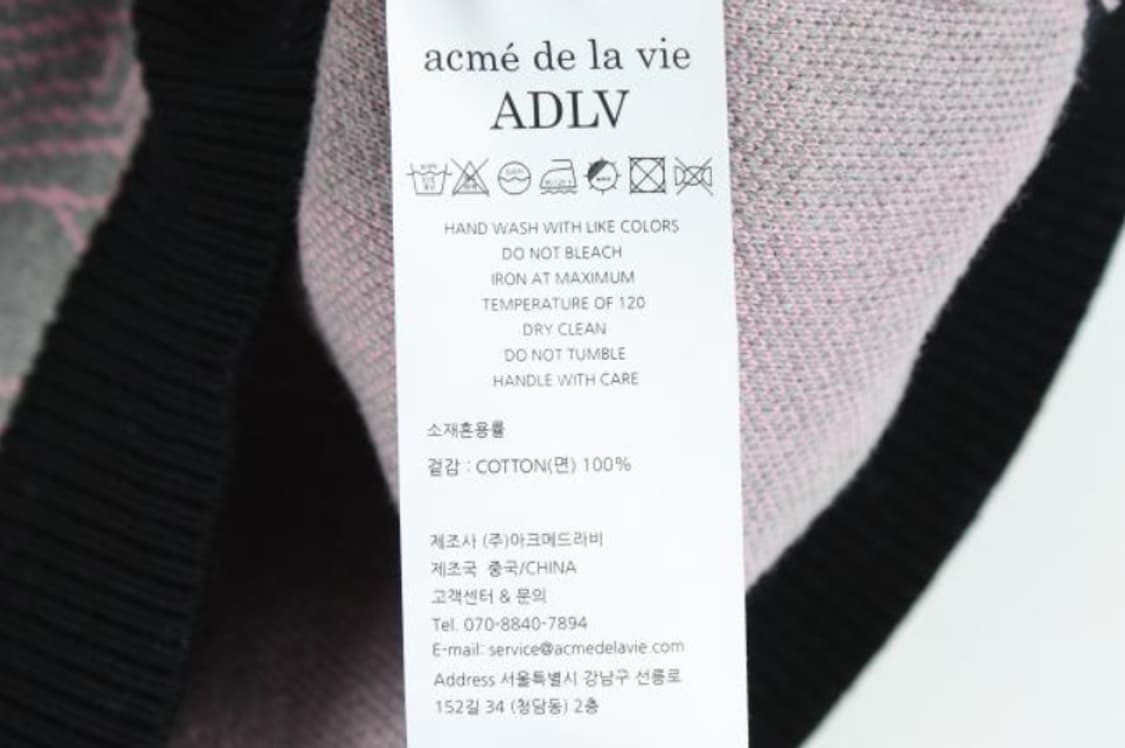 acmé de la vie
ADLV
HAND WASH WITH LIKE COLORS
DO NOT BLEACH
IRON AT MAXIMUM
TEMPERATURE OF 120
DRY CLEAN
DO NOT TUMBLE
HANDLE WITH CARE
소재혼용률
겉감 : COTTON(면) 100%
제조사 (주)아크메드라비
제조국 중국/CHINA
고객센터 & 문의
Tel. 070-8840-7894
E-mail: service@acmedelavie.com
Address 서울특별시 강남구 선릉로
152길 34 (청담동) 2층